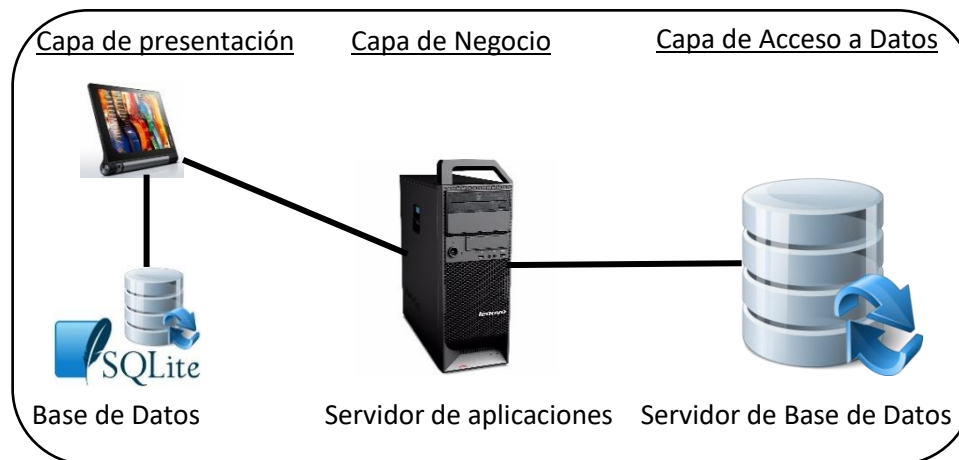 Capa de presentación
Capa de Negocio
Capa de Acceso a Datos
lenovo
SQLite
Base de Datos
Servidor de aplicaciones
Servidor de Base de Datos